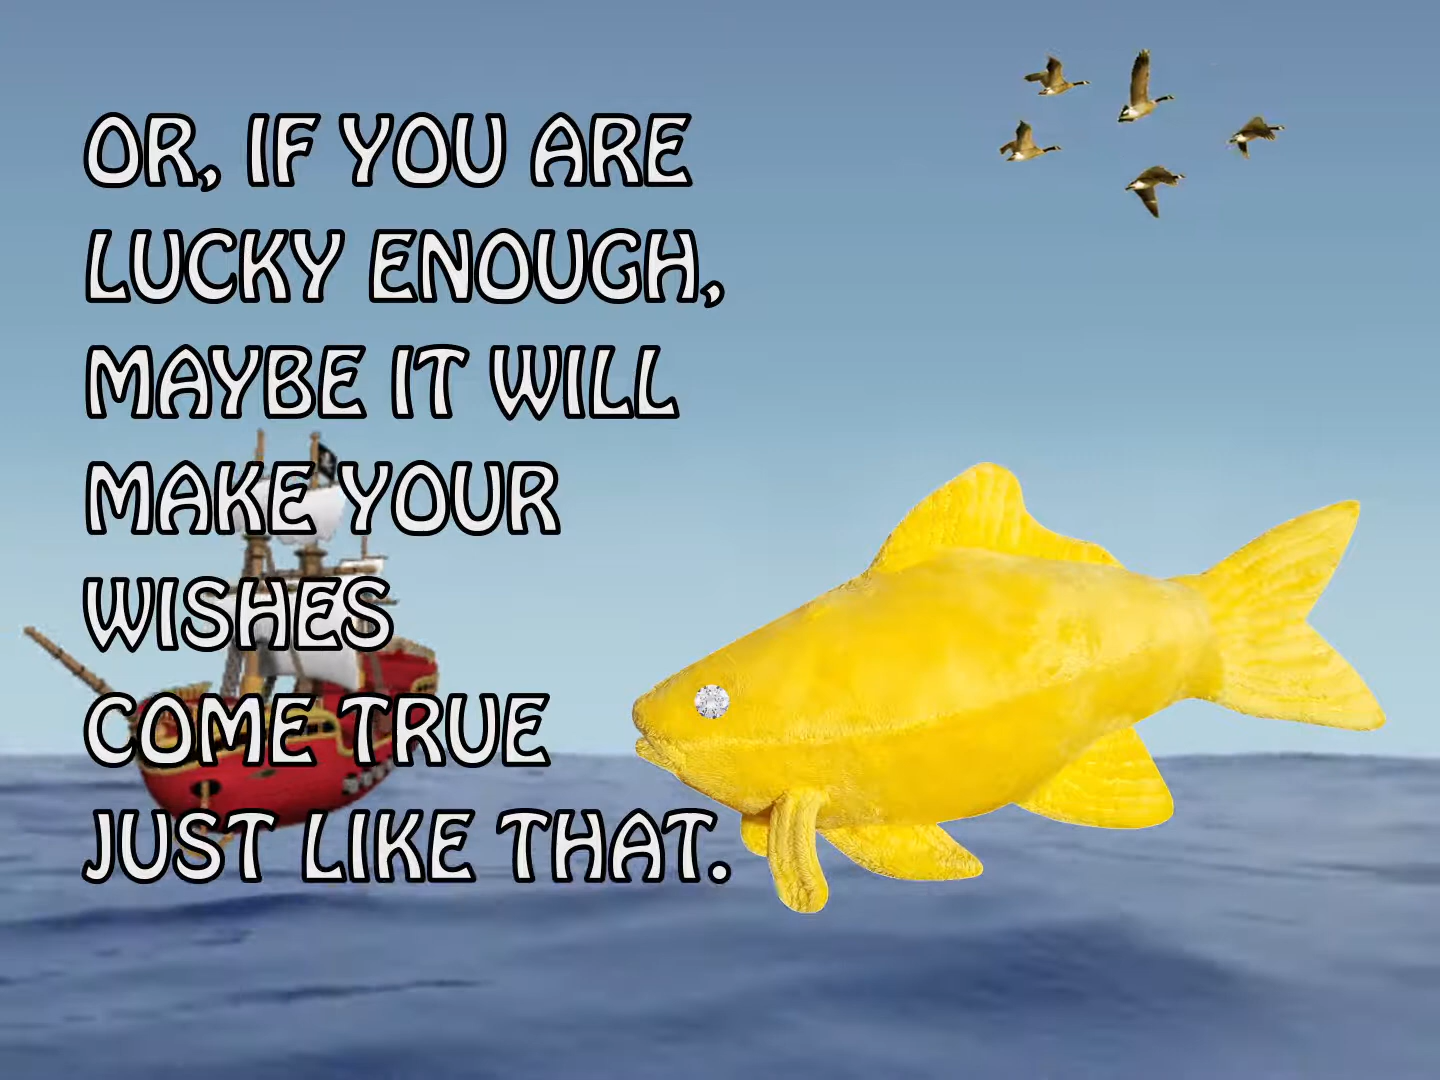 OR, IF YOU ARE
LUCKY ENOUGH,
MAYBE IT WILL
MAKE YOUR
WISHES
COME TRUE
JUST LIKE THAT.